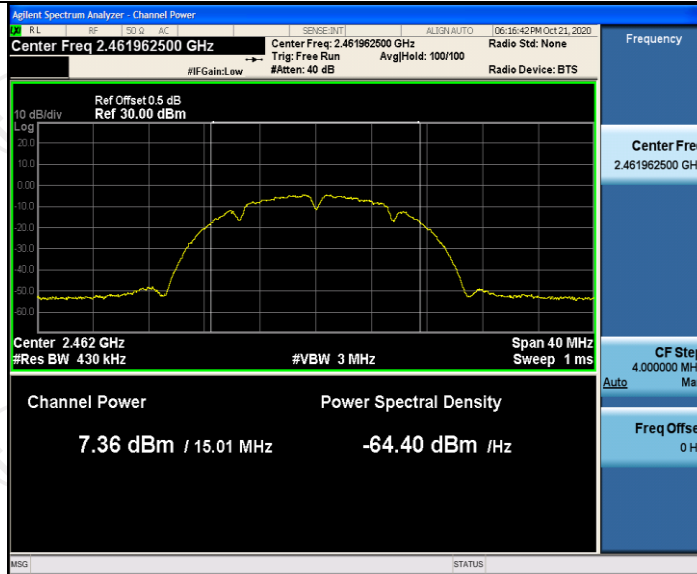 Agilent Spectrum Analyzer - Channel Power
RL RF 50 Ω AC SENSE:INT ALIGN AUTO 06:16:42 PM Oct 21, 2020
Center Freq 2.461962500 GHz
Center Freq: 2.461962500 GHz
Radio Std: None
Trig: Free Run Avg|Hold: 100/100
#IFGain:Low
#Atten: 40 dB
Radio Device: BTS
Frequency
Ref Offset 0.5 dB
10 dB/div Ref 30.00 dBm
Log
20.0
10.0
0.00
-10.0
-20.0
-30.0
-40.0
-50.0
-60.0
Center Fre
2.461962500 GH
Center 2.462 GHz
Span 40 MHz
#Res BW 430 kHz
#VBW 3 MHz
Sweep 1 ms
CF Step
4.000000 MH
Auto Ma
Channel Power
Power Spectral Density
7.36 dBm / 15.01 MHz
-64.40 dBm /Hz
Freq Offse
0 H
MSG
STATUS